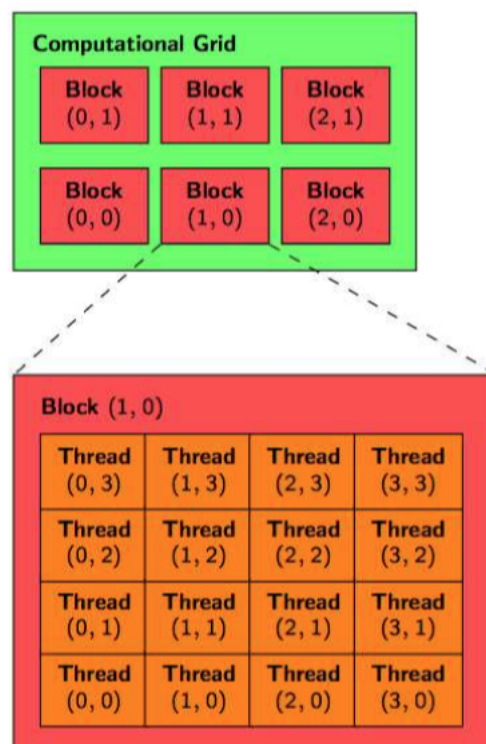 Computational Grid
Block Block Block
(0, 1) (1, 1) (2, 1)
Block Block Block
(0, 0) (1, 0) (2, 0)
Block (1, 0)
Thread Thread Thread Thread
(0, 3) (1, 3) (2, 3) (3, 3)
Thread Thread Thread Thread
(0, 2) (1, 2) (2, 2) (3, 2)
Thread Thread Thread Thread
(0, 1) (1, 1) (2, 1) (3, 1)
Thread Thread Thread Thread
(0, 0) (1, 0) (2, 0) (3, 0)